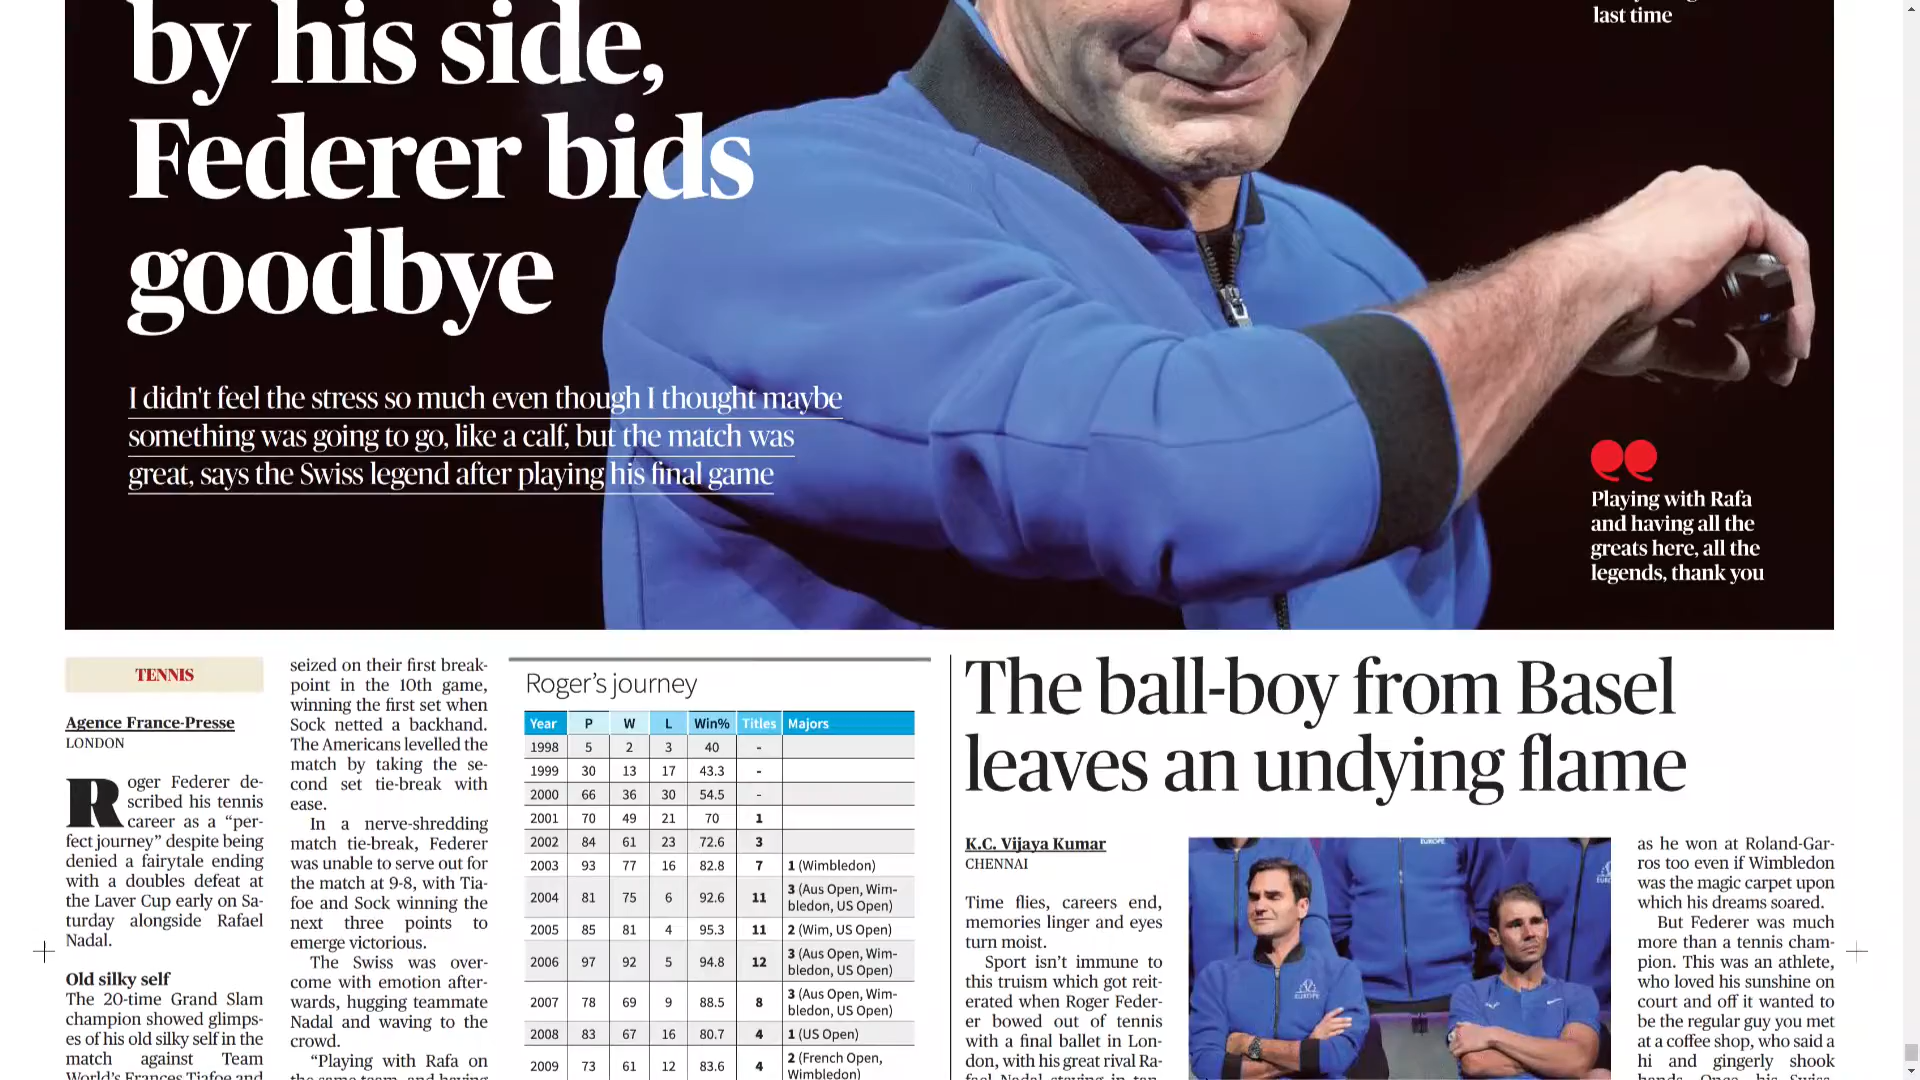 last time
by his side,
Federer bids
goodbye
I didn't feel the stress so much even though I thought maybe
something was going to go, like a calf, but the match was
great, says the Swiss legend after playing his final game
Playing with Rafa
and having all the
greats here, all the
legends, thank you
TENNIS
Agence France-Presse
LONDON
Roger Federer de-
scribed his tennis
career as a “per-
fect journey” despite being
denied a fairytale ending
with a doubles defeat at
the Laver Cup early on Sa-
turday alongside Rafael
Nadal.
Old silky self
The 20-time Grand Slam
champion showed glimps-
es of his old silky self in the
match against Team
World’s Frances Tiafoe and
seized on their first break-
point in the 10th game,
winning the first set when
Sock netted a backhand.
The Americans levelled the
match by taking the se-
cond set tie-break with
ease.
In a nerve-shredding
match tie-break, Federer
was unable to serve out for
the match at 9-8, with Tia-
foe and Sock winning the
next three points to
emerge victorious.
The Swiss was over-
come with emotion after-
wards, hugging teammate
Nadal and waving to the
crowd.
“Playing with Rafa on
the same team, and having
Roger’s journey
Year P W L Win% Titles Majors
1998 5 2 3 40 -
1999 30 13 17 43.3 -
2000 66 36 30 54.5 -
2001 70 49 21 70 1
2002 84 61 23 72.6 3
2003 93 77 16 82.8 7 1 (Wimbledon)
2004 81 75 6 92.6 11 3 (Aus Open, Wim-
bledon, US Open)
2005 85 81 4 95.3 11 2 (Wim, US Open)
2006 97 92 5 94.8 12 3 (Aus Open, Wim-
bledon, US Open)
2007 78 69 9 88.5 8 3 (Aus Open, Wim-
bledon, US Open)
2008 83 67 16 80.7 4 1 (US Open)
2009 73 61 12 83.6 4 2 (French Open,
Wimbledon)
The ball-boy from Basel
leaves an undying flame
K.C. Vijaya Kumar
CHENNAI
Time flies, careers end,
memories linger and eyes
turn moist.
Sport isn’t immune to
this truism which got reit-
erated when Roger Feder-
er bowed out of tennis
with a final ballet in Lon-
don, with his great rival Ra-
fael Nadal staying in tan-
EUROPE
EUROPE
as he won at Roland-Gar-
ros too even if Wimbledon
was the magic carpet upon
which his dreams soared.
But Federer was much
more than a tennis cham-
pion. This was an athlete,
who loved his sunshine on
court and off it wanted to
be the regular guy you met
at a coffee shop, who said a
hi and gingerly shook
hands. Once, his Swiss